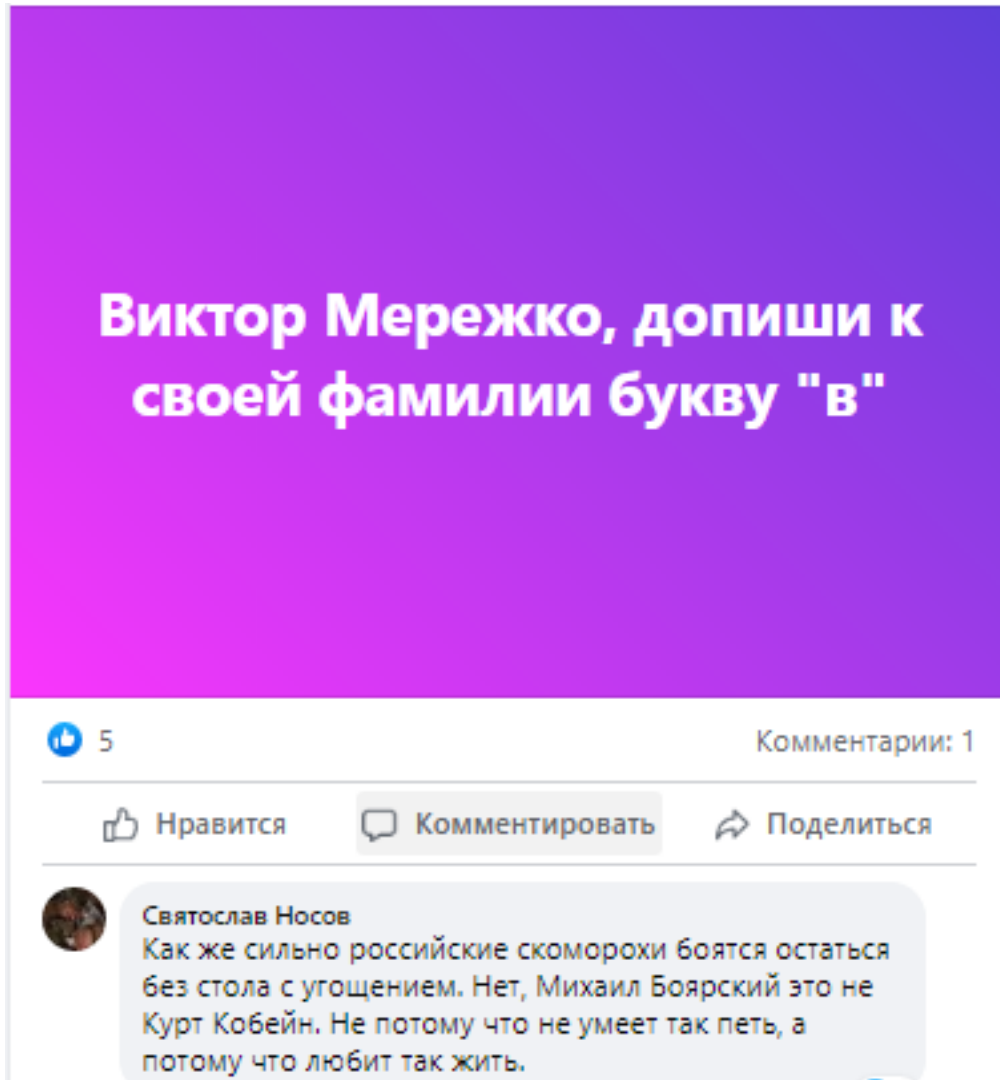 Виктор Мережко, допиши к
своей фамилии букву "в"
5
Комментарии: 1
Нравится
Комментировать
Поделиться
Святослав Носов
Как же сильно российские скоморохи боятся остаться
без стола с угощением. Нет, Михаил Боярский это не
Курт Кобейн. Не потому что не умеет так петь, а
потому что любит так жить.